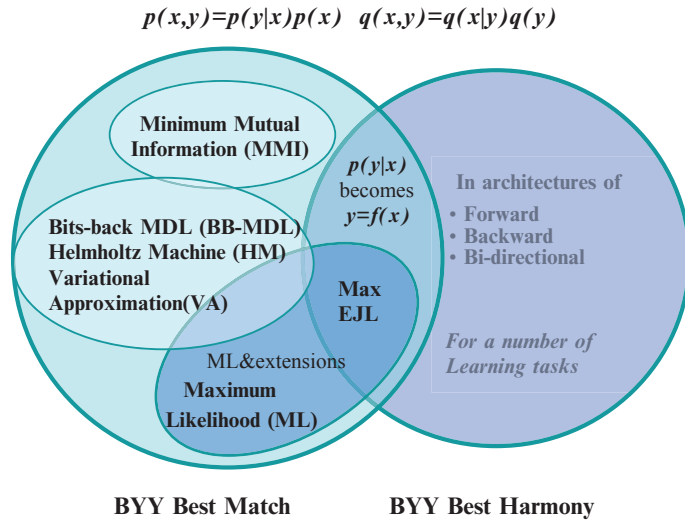 p(x,y)=p(y|x)p(x)   q(x,y)=q(x|y)q(y)
Minimum Mutual
Information (MMI)
Bits-back MDL (BB-MDL)
Helmholtz Machine (HM)
Variational
Approximation(VA)
p(y|x)
becomes
y=f(x)
Max
EJL
ML&extensions
Maximum
Likelihood (ML)
In architectures of
• Forward
• Backward
• Bi-directional
For a number of
Learning tasks
BYY Best Match
BYY Best Harmony